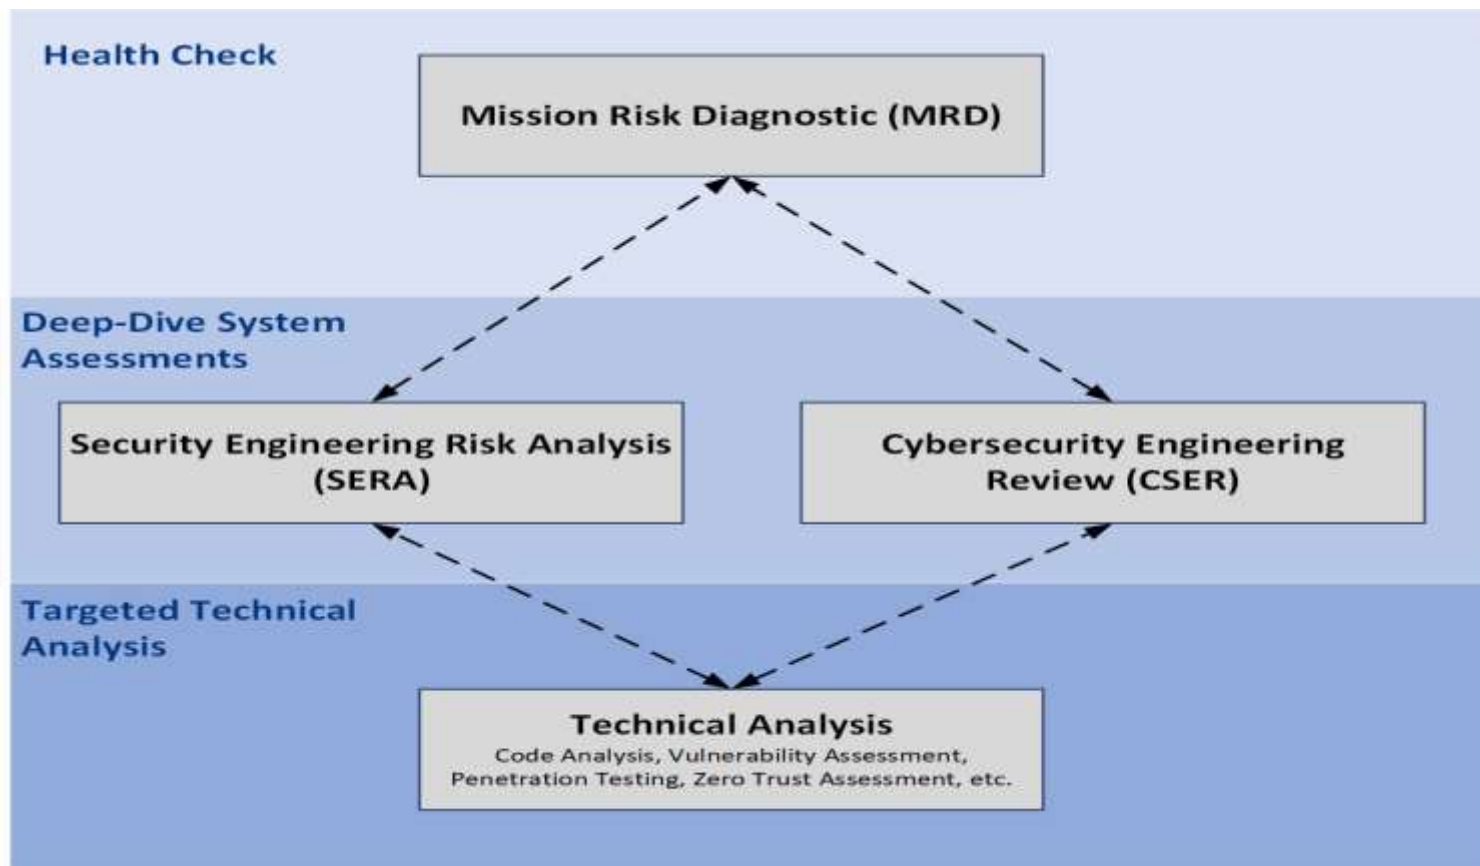 Health Check
Mission Risk Diagnostic (MRD)
Deep-Dive System
Assessments
Security Engineering Risk Analysis
(SERA)
Cybersecurity Engineering
Review (CSER)
Targeted Technical
Analysis
Technical Analysis
Code Analysis, Vulnerability Assessment,
Penetration Testing, Zero Trust Assessment, etc.